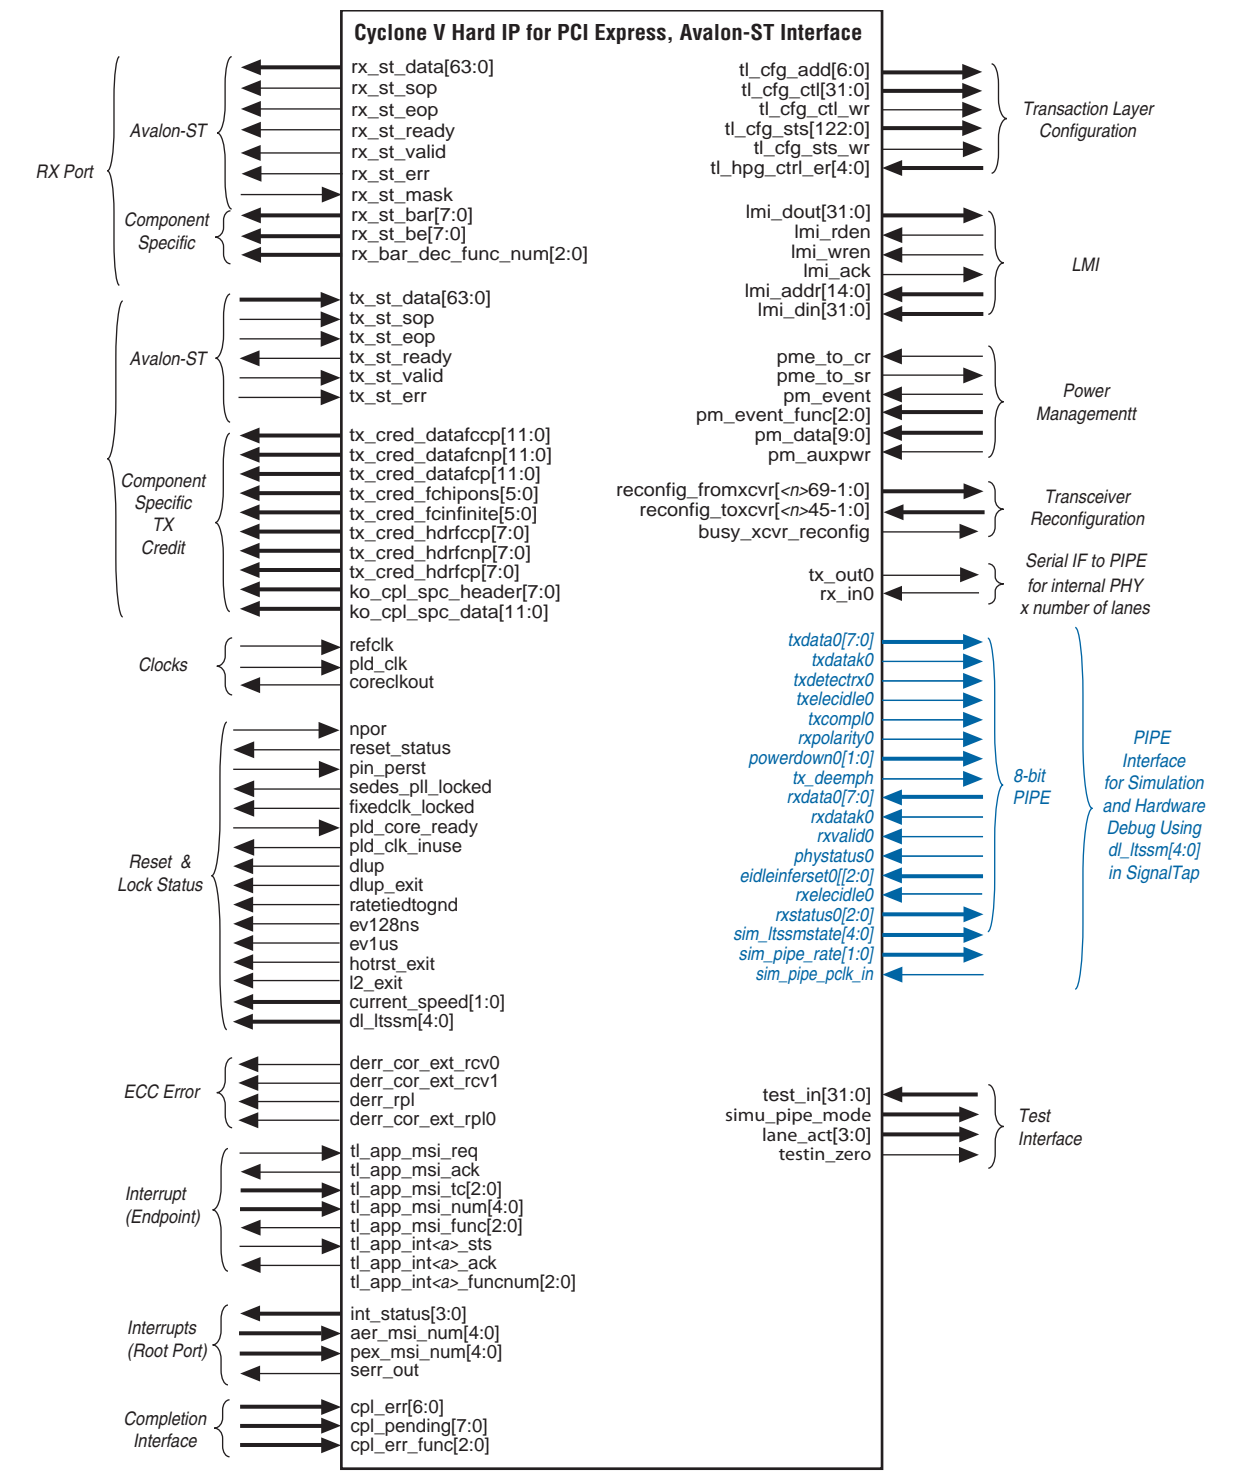 Cyclone V Hard IP for PCI Express, Avalon-ST Interface
RX Port
Avalon-ST
rx_st_data[63:0]
rx_st_sop
rx_st_eop
rx_st_ready
rx_st_valid
rx_st_err
rx_st_mask
Component
Specific
rx_st_bar[7:0]
rx_st_be[7:0]
rx_bar_dec_func_num[2:0]
Avalon-ST
tx_st_data[63:0]
tx_st_sop
tx_st_eop
tx_st_ready
tx_st_valid
tx_st_err
Component
Specific
TX
Credit
tx_cred_datafccp[11:0]
tx_cred_datafcnp[11:0]
tx_cred_datafcp[11:0]
tx_cred_fchipons[5:0]
tx_cred_fcinfinite[5:0]
tx_cred_hdrfccp[7:0]
tx_cred_hdrfcnp[7:0]
tx_cred_hdrfcp[7:0]
ko_cpl_spc_header[7:0]
ko_cpl_spc_data[11:0]
Clocks
refclk
pld_clk
coreclkout
Reset &
Lock Status
npor
reset_status
pin_perst
sedes_pll_locked
fixedclk_locked
pld_core_ready
pld_clk_inuse
dlup
dlup_exit
ratetiedtognd
ev128ns
ev1us
hotrst_exit
l2_exit
current_speed[1:0]
dl_ltssm[4:0]
ECC Error
derr_cor_ext_rcv0
derr_cor_ext_rcv1
derr_rpl
derr_cor_ext_rpl0
Interrupt
(Endpoint)
tl_app_msi_req
tl_app_msi_ack
tl_app_msi_tc[2:0]
tl_app_msi_num[4:0]
tl_app_msi_func[2:0]
tl_app_int<a>_sts
tl_app_int<a>_ack
tl_app_int<a>_funcnum[2:0]
Interrupts
(Root Port)
int_status[3:0]
aer_msi_num[4:0]
pex_msi_num[4:0]
serr_out
Completion
Interface
cpl_err[6:0]
cpl_pending[7:0]
cpl_err_func[2:0]
tl_cfg_add[6:0]
tl_cfg_ctl[31:0]
tl_cfg_ctl_wr
tl_cfg_sts[122:0]
tl_cfg_sts_wr
tl_hpg_ctrl_er[4:0]
Transaction Layer
Configuration
lmi_dout[31:0]
lmi_rden
lmi_wren
lmi_ack
lmi_addr[14:0]
lmi_din[31:0]
LMI
pme_to_cr
pme_to_sr
pm_event
pm_event_func[2:0]
pm_data[9:0]
pm_auxpwr
Power
Managementt
reconfig_fromxcvr[<n>69-1:0]
reconfig_toxcvr[<n>45-1:0]
busy_xcvr_reconfig
Transceiver
Reconfiguration
tx_out0
rx_in0
Serial IF to PIPE
for internal PHY
x number of lanes
txdata0[7:0]
txdatak0
txdetectrx0
txelecidle0
txcompl0
rxpolarity0
powerdown0[1:0]
tx_deemph
rxdata0[7:0]
rxdatak0
rxvalid0
phystatus0
eidleinferset0[[2:0]
rxelecidle0
rxstatus0[2:0]
sim_ltssmstate[4:0]
sim_pipe_rate[1:0]
sim_pipe_pclk_in
8-bit
PIPE
PIPE
Interface
for Simulation
and Hardware
Debug Using
dl_ltssm[4:0]
in SignalTap
test_in[31:0]
simu_pipe_mode
lane_act[3:0]
testin_zero
Test
Interface